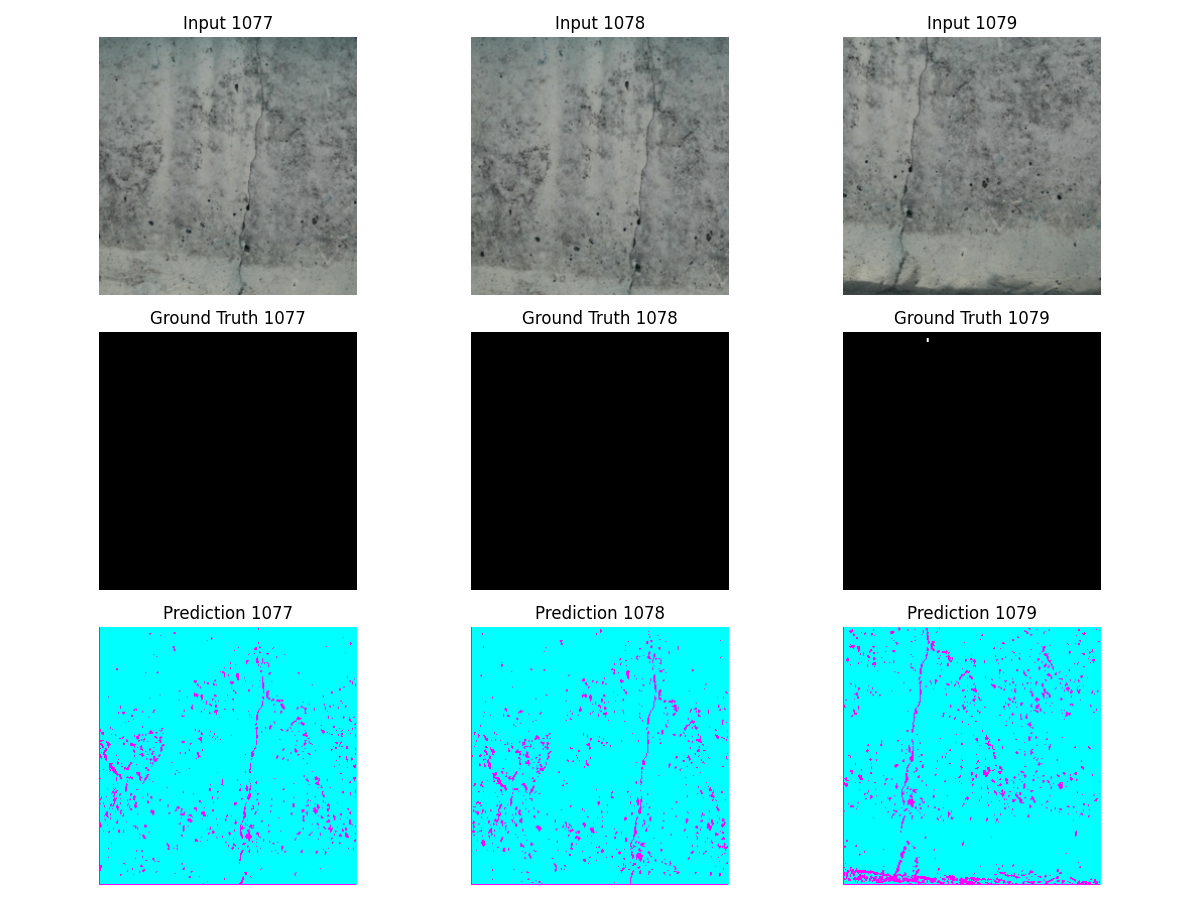 Input 1077
Input 1078
Input 1079
Ground Truth 1077
Ground Truth 1078
Ground Truth 1079
Prediction 1077
Prediction 1078
Prediction 1079